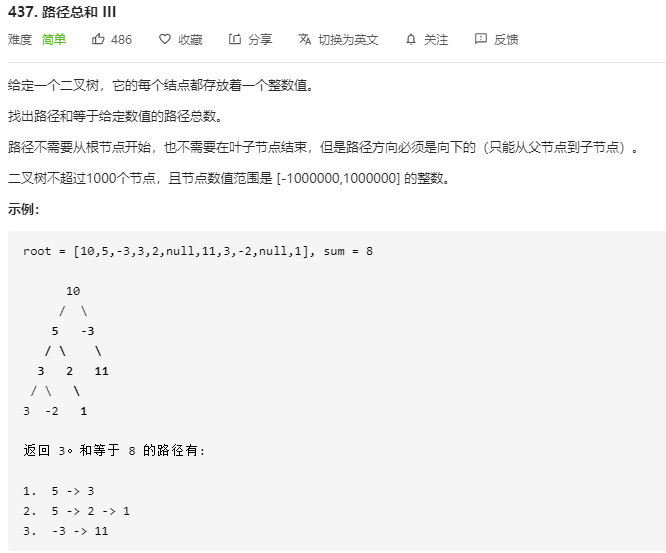 437. 路径总和 III
难度 简单 486 收藏 分享 切换为英文 关注 反馈
给定一个二叉树，它的每个结点都存放着一个整数值。
找出路径和等于给定数值的路径总数。
路径不需要从根节点开始，也不需要在叶子节点结束，但是路径方向必须是向下的（只能从父节点到子节点）。
二叉树不超过1000个节点，且节点数值范围是 [-1000000,1000000] 的整数。
示例：
root = [10,5,-3,3,2,null,11,3,-2,null,1], sum = 8
10
/ \
5 -3
/ \ \
3 2 11
/ \ \
3 -2 1
返回 3。和等于 8 的路径有:
1. 5 -> 3
2. 5 -> 2 -> 1
3. -3 -> 11